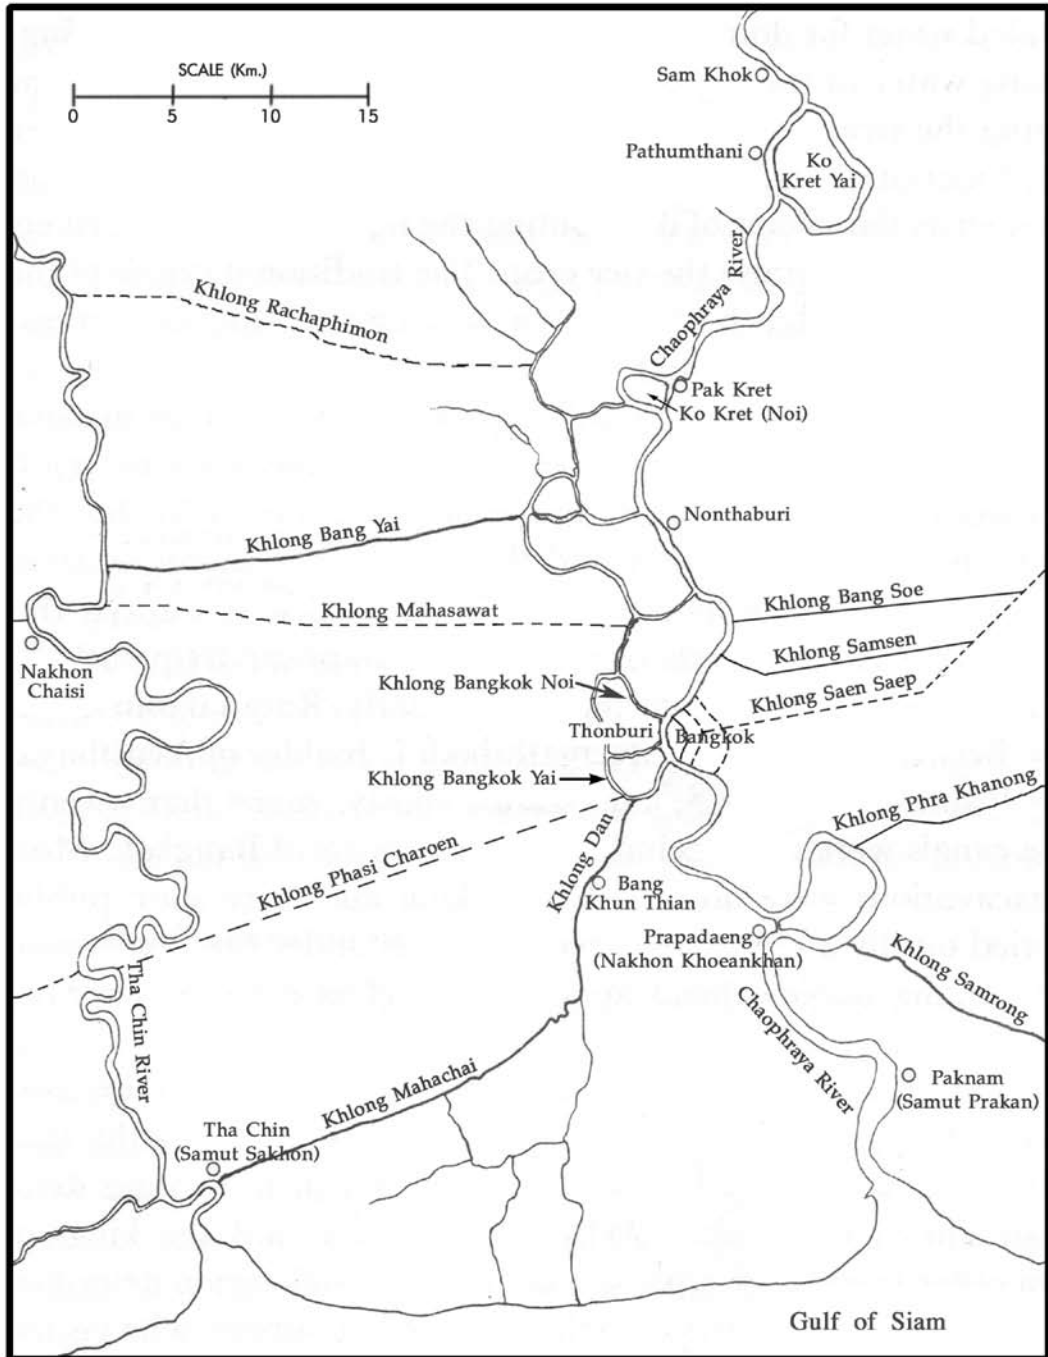 SCALE (Km.)
0 5 10 15
Sam Khok
Pathumthani
Ko
Kret Yai
Chaophraya River
Khlong Rachaphimon
Pak Kret
Ko Kret (Noi)
Nonthaburi
Khlong Bang Yai
Khlong Bang Soe
Khlong Mahasawat
Khlong Samsen
Nakhon
Chaisi
Khlong Bangkok Noi
Khlong Saen Saep
Thonburi
Bangkok
Khlong Bangkok Yai
Khlong Phra Khanong
Khlong Dan
Khlong Phasi Charoen
Bang
Khun Thian
Prapadaeng
(Nakhon Khoeankhan)
Khlong Samrong
Tha Chin River
Chaophraya River
Khlong Mahachai
Paknam
(Samut Prakan)
Tha Chin
(Samut Sakhon)
Gulf of Siam